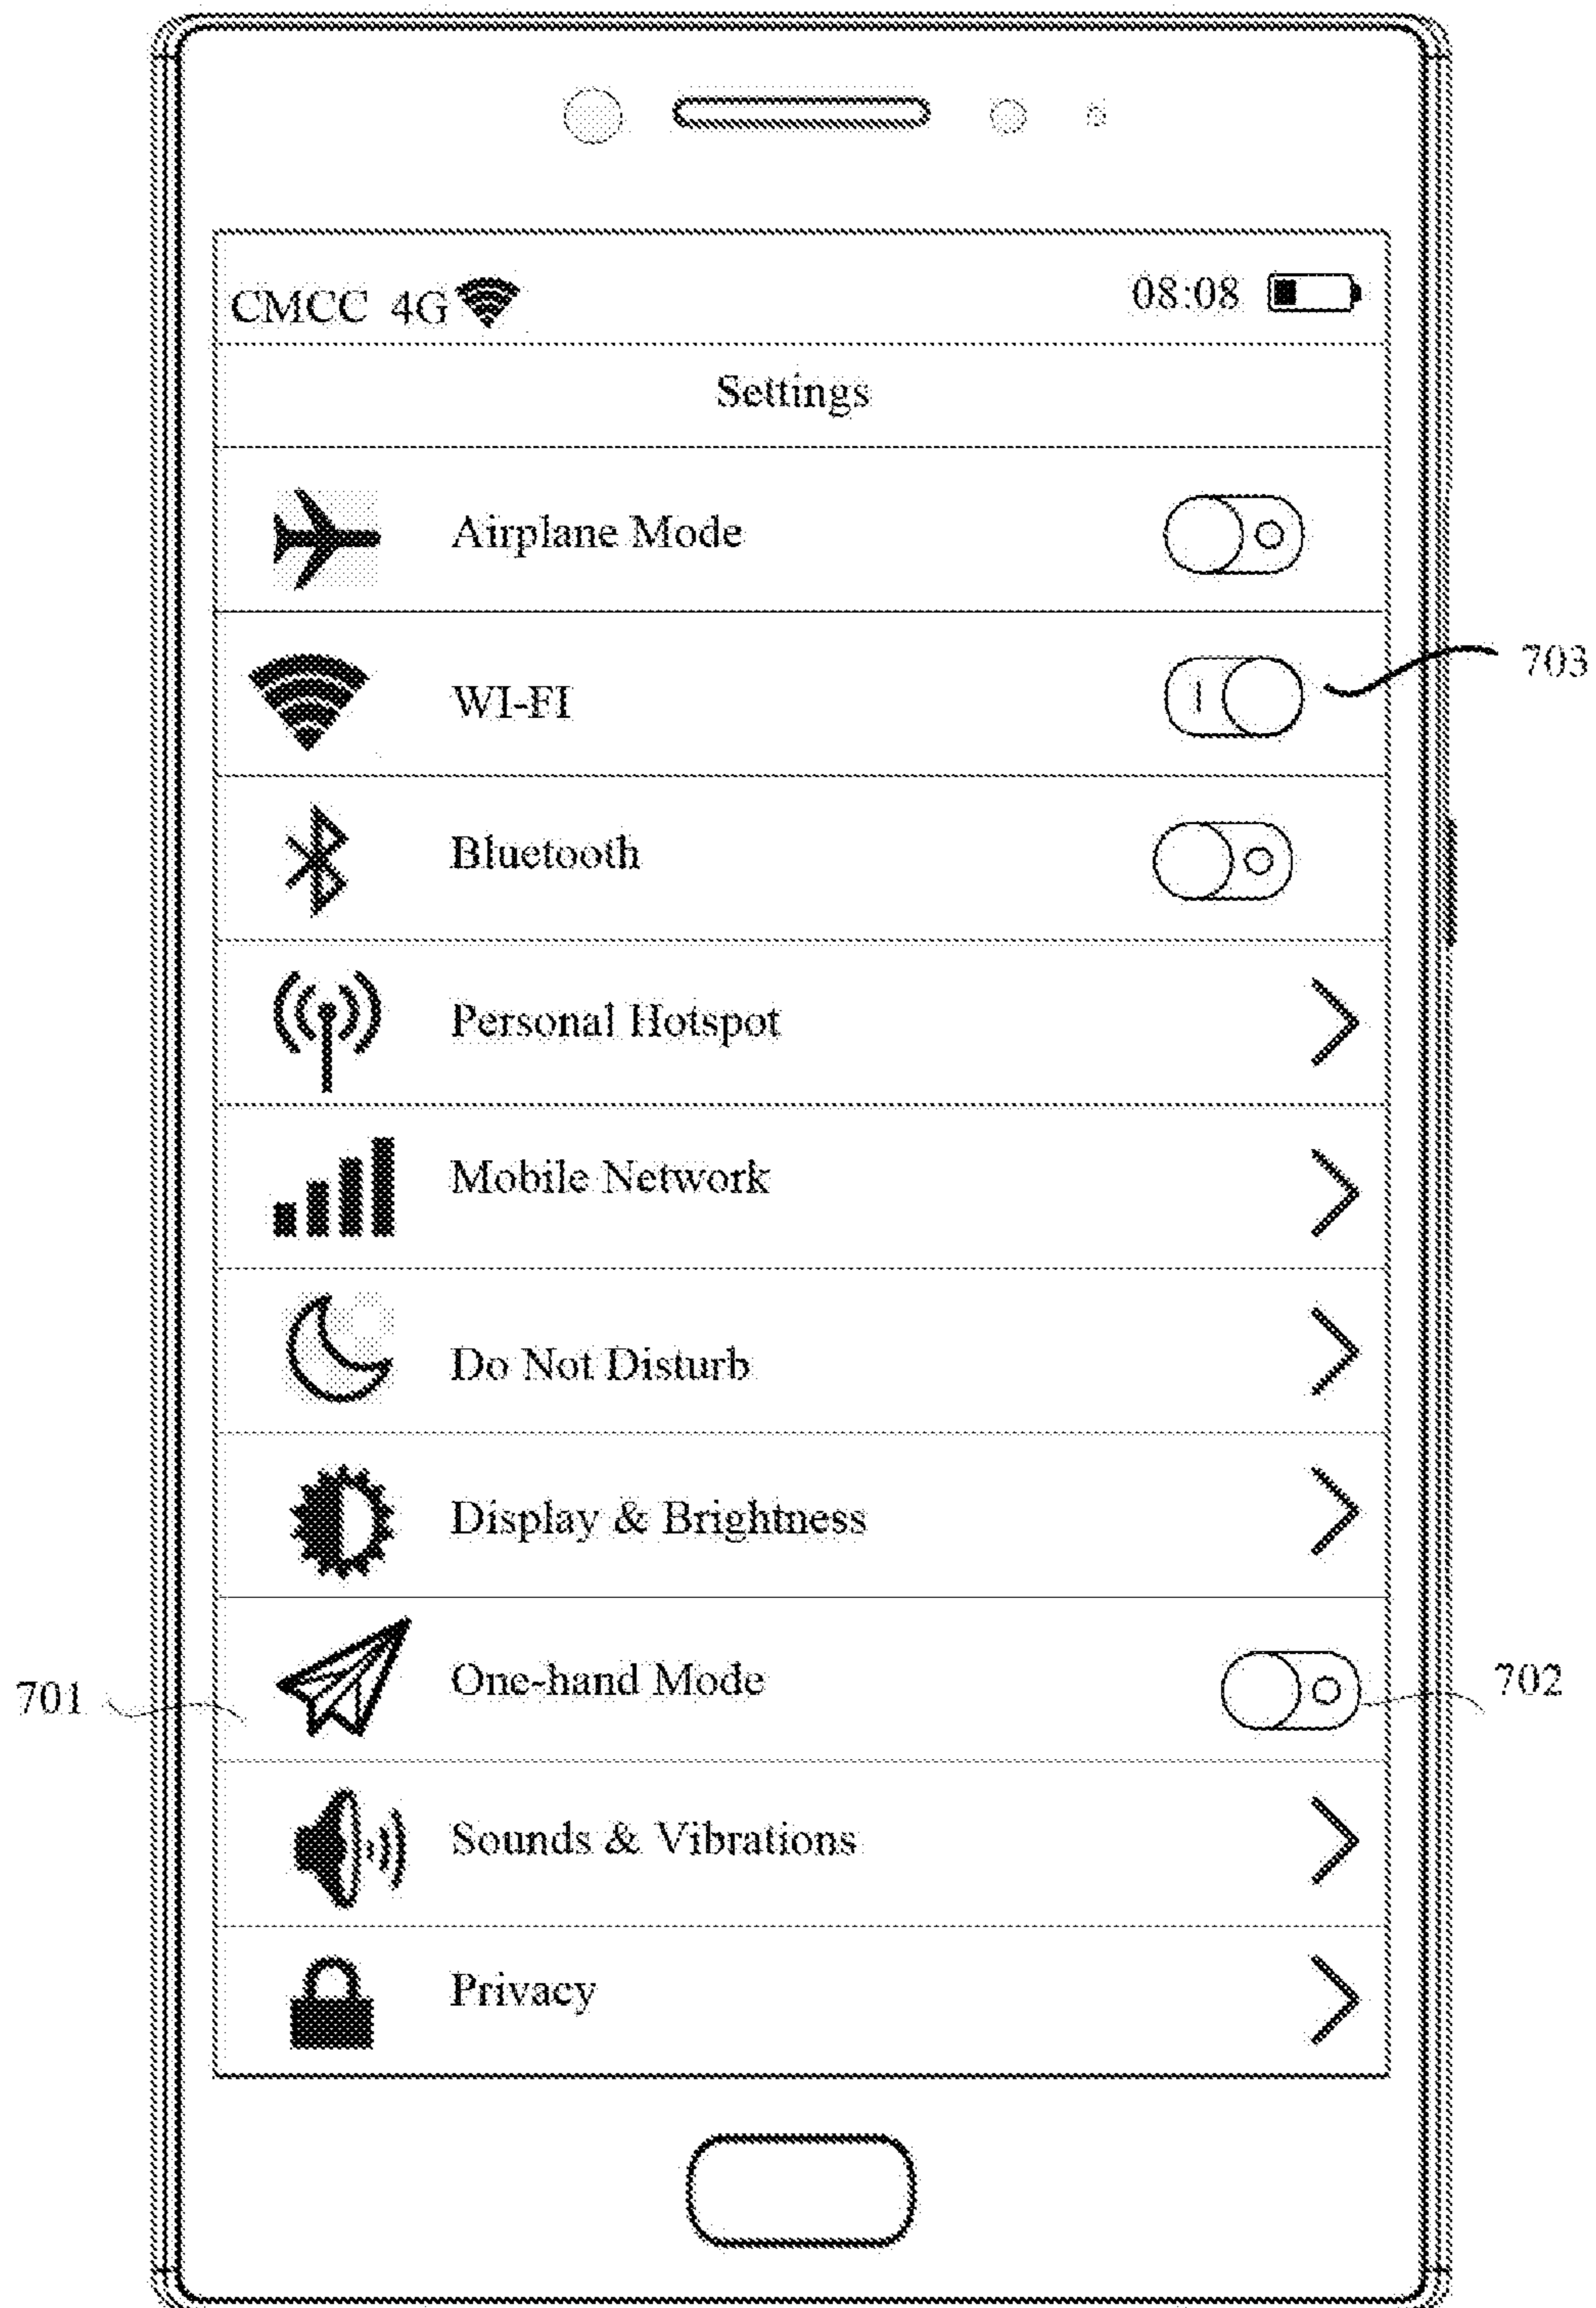 CMCC 4G 08:08
Settings
Airplane Mode
WI-FI
703
Bluetooth
Personal Hotspot
Mobile Network
Do Not Disturb
Display & Brightness
701 One-hand Mode 702
Sounds & Vibrations
Privacy